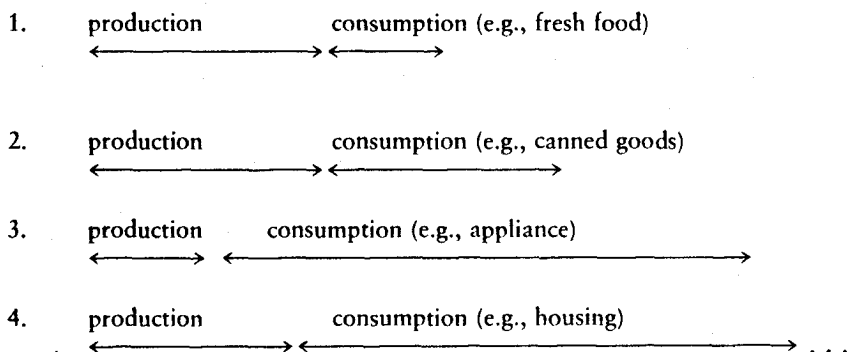 1. production consumption (e.g., fresh food)
2. production consumption (e.g., canned goods)
3. production consumption (e.g., appliance)
4. production consumption (e.g., housing)